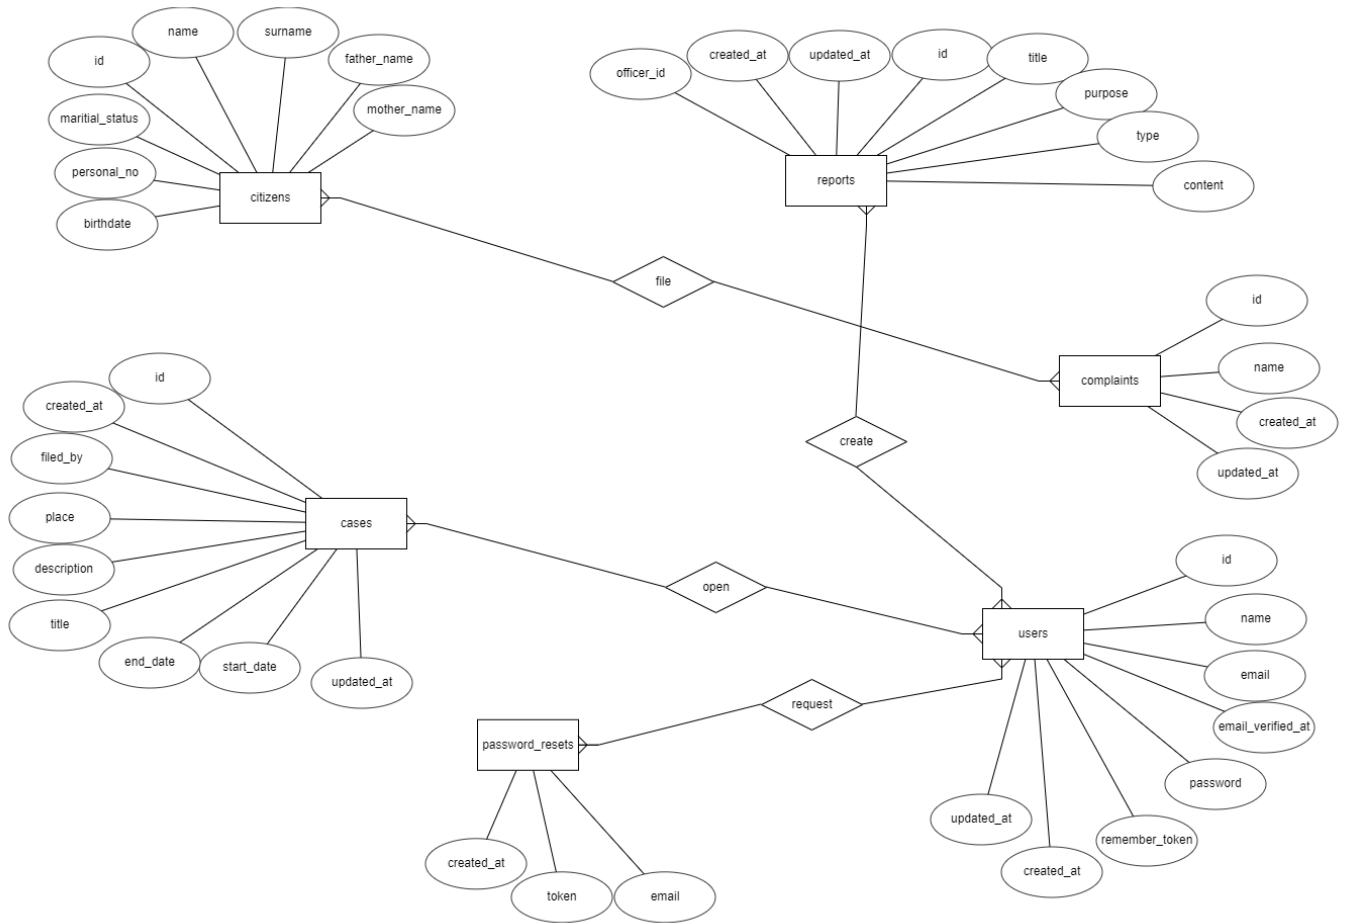 name
surname
id
father_name
mother_name
maritial_status
personal_no
birthdate
citizens
officer_id
created_at
updated_at
id
title
purpose
type
content
reports
file
id
name
created_at
updated_at
complaints
create
id
created_at
filed_by
place
description
title
end_date
start_date
updated_at
cases
open
users
id
name
email
email_verified_at
password
remember_token
created_at
updated_at
request
password_resets
created_at
token
email